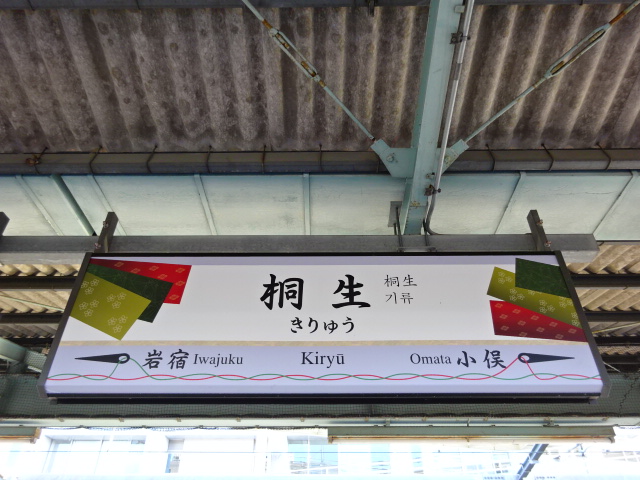 桐生
桐生
기류
きりゅう
岩宿 Iwajuku Kiryū Omata 小俣